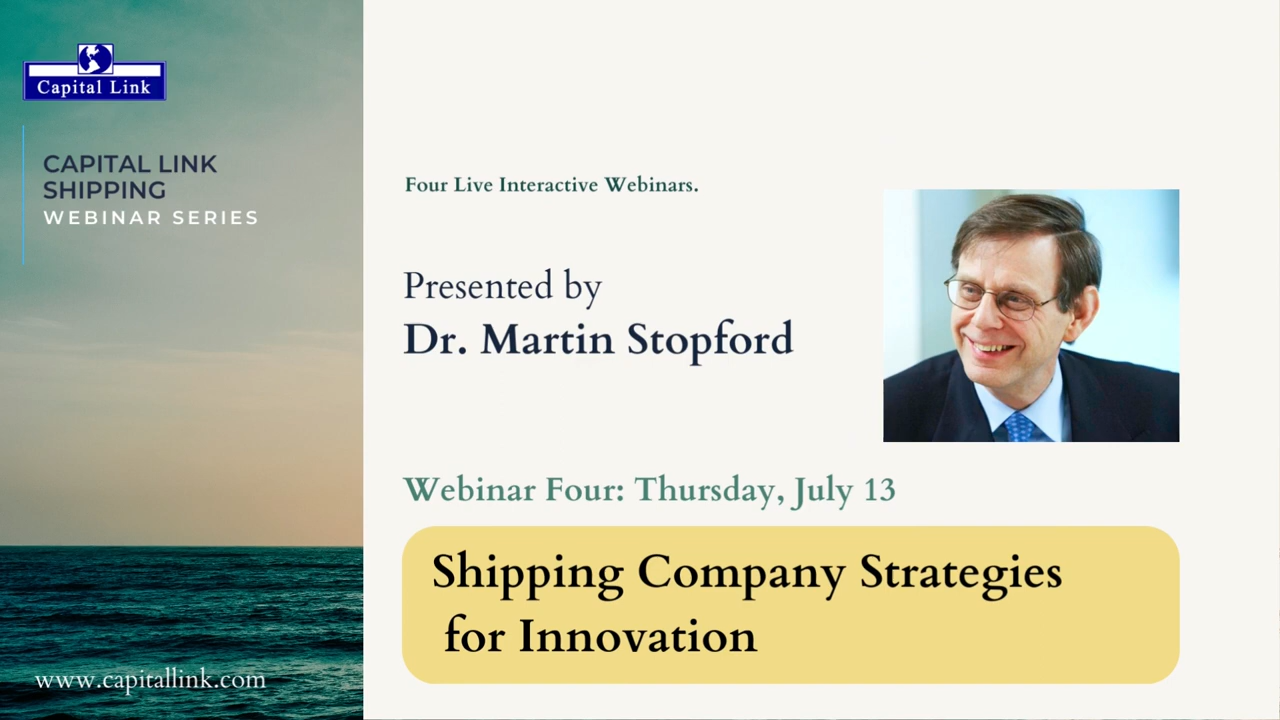 Capital Link
CAPITAL LINK
SHIPPING
WEBINAR SERIES
www.capitallink.com
Four Live Interactive Webinars.
Presented by
Dr. Martin Stopford
Webinar Four: Thursday, July 13
Shipping Company Strategies
for Innovation